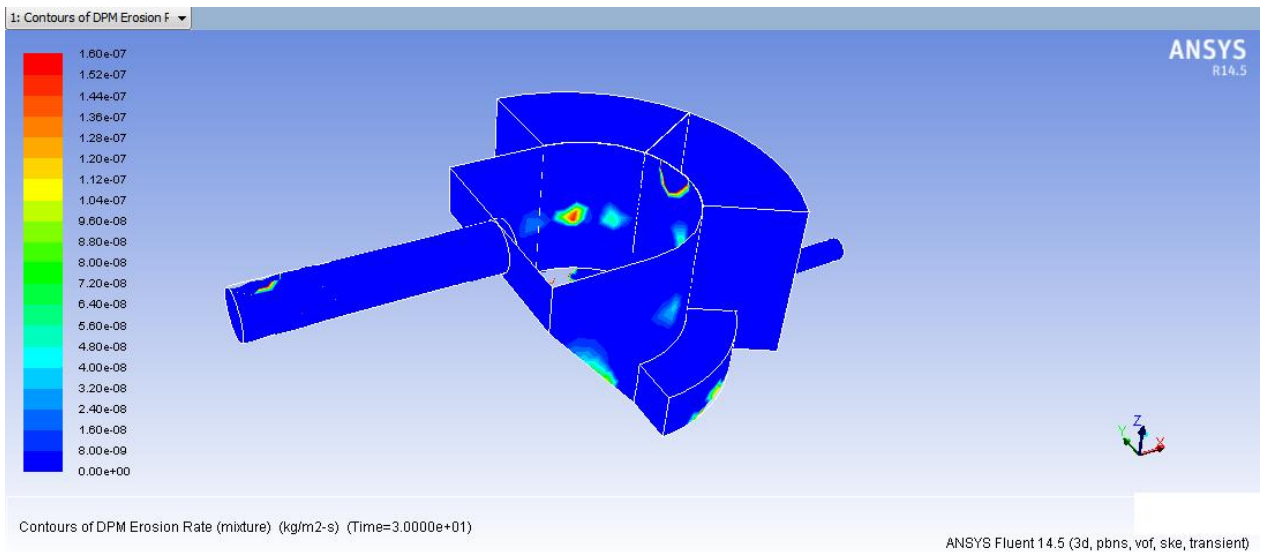 1: Contours of DPM Erosion F
ANSYS
R14.5
1.60e-07
1.52e-07
1.44e-07
1.36e-07
1.28e-07
1.20e-07
1.12e-07
1.04e-07
9.60e-08
8.80e-08
8.00e-08
7.20e-08
6.40e-08
5.60e-08
4.80e-08
4.00e-08
3.20e-08
2.40e-08
1.60e-08
8.00e-09
0.00e+00
Z
Y X
Contours of DPM Erosion Rate (mixture) (kg/m2-s) (Time=3.0000e+01)
ANSYS Fluent 14.5 (3d, pbns, vof, ske, transient)